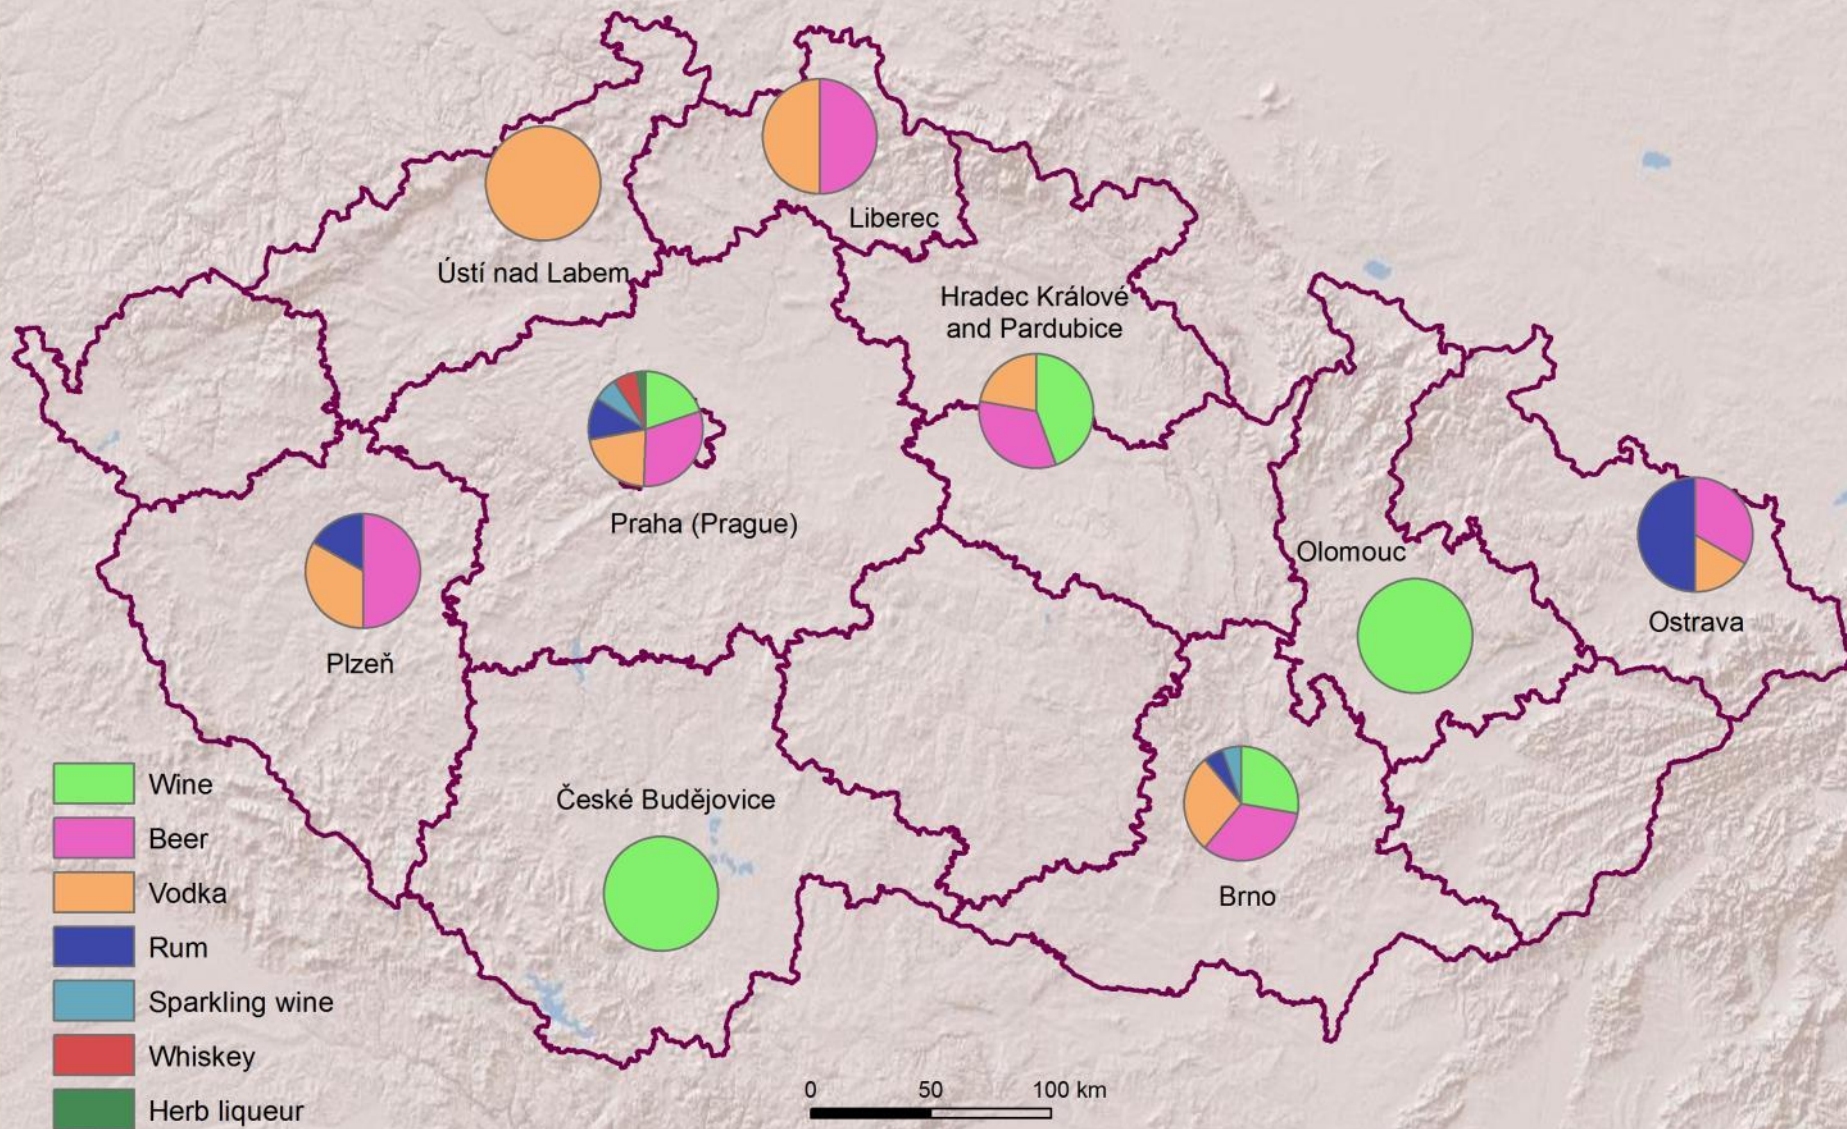 Liberec
Ústí nad Labem
Hradec Králové
and Pardubice
Praha (Prague)
Olomouc
Ostrava
Plzeň
České Budějovice
Brno
Wine
Beer
Vodka
Rum
Sparkling wine
Whiskey
Herb liqueur
0 50 100 km